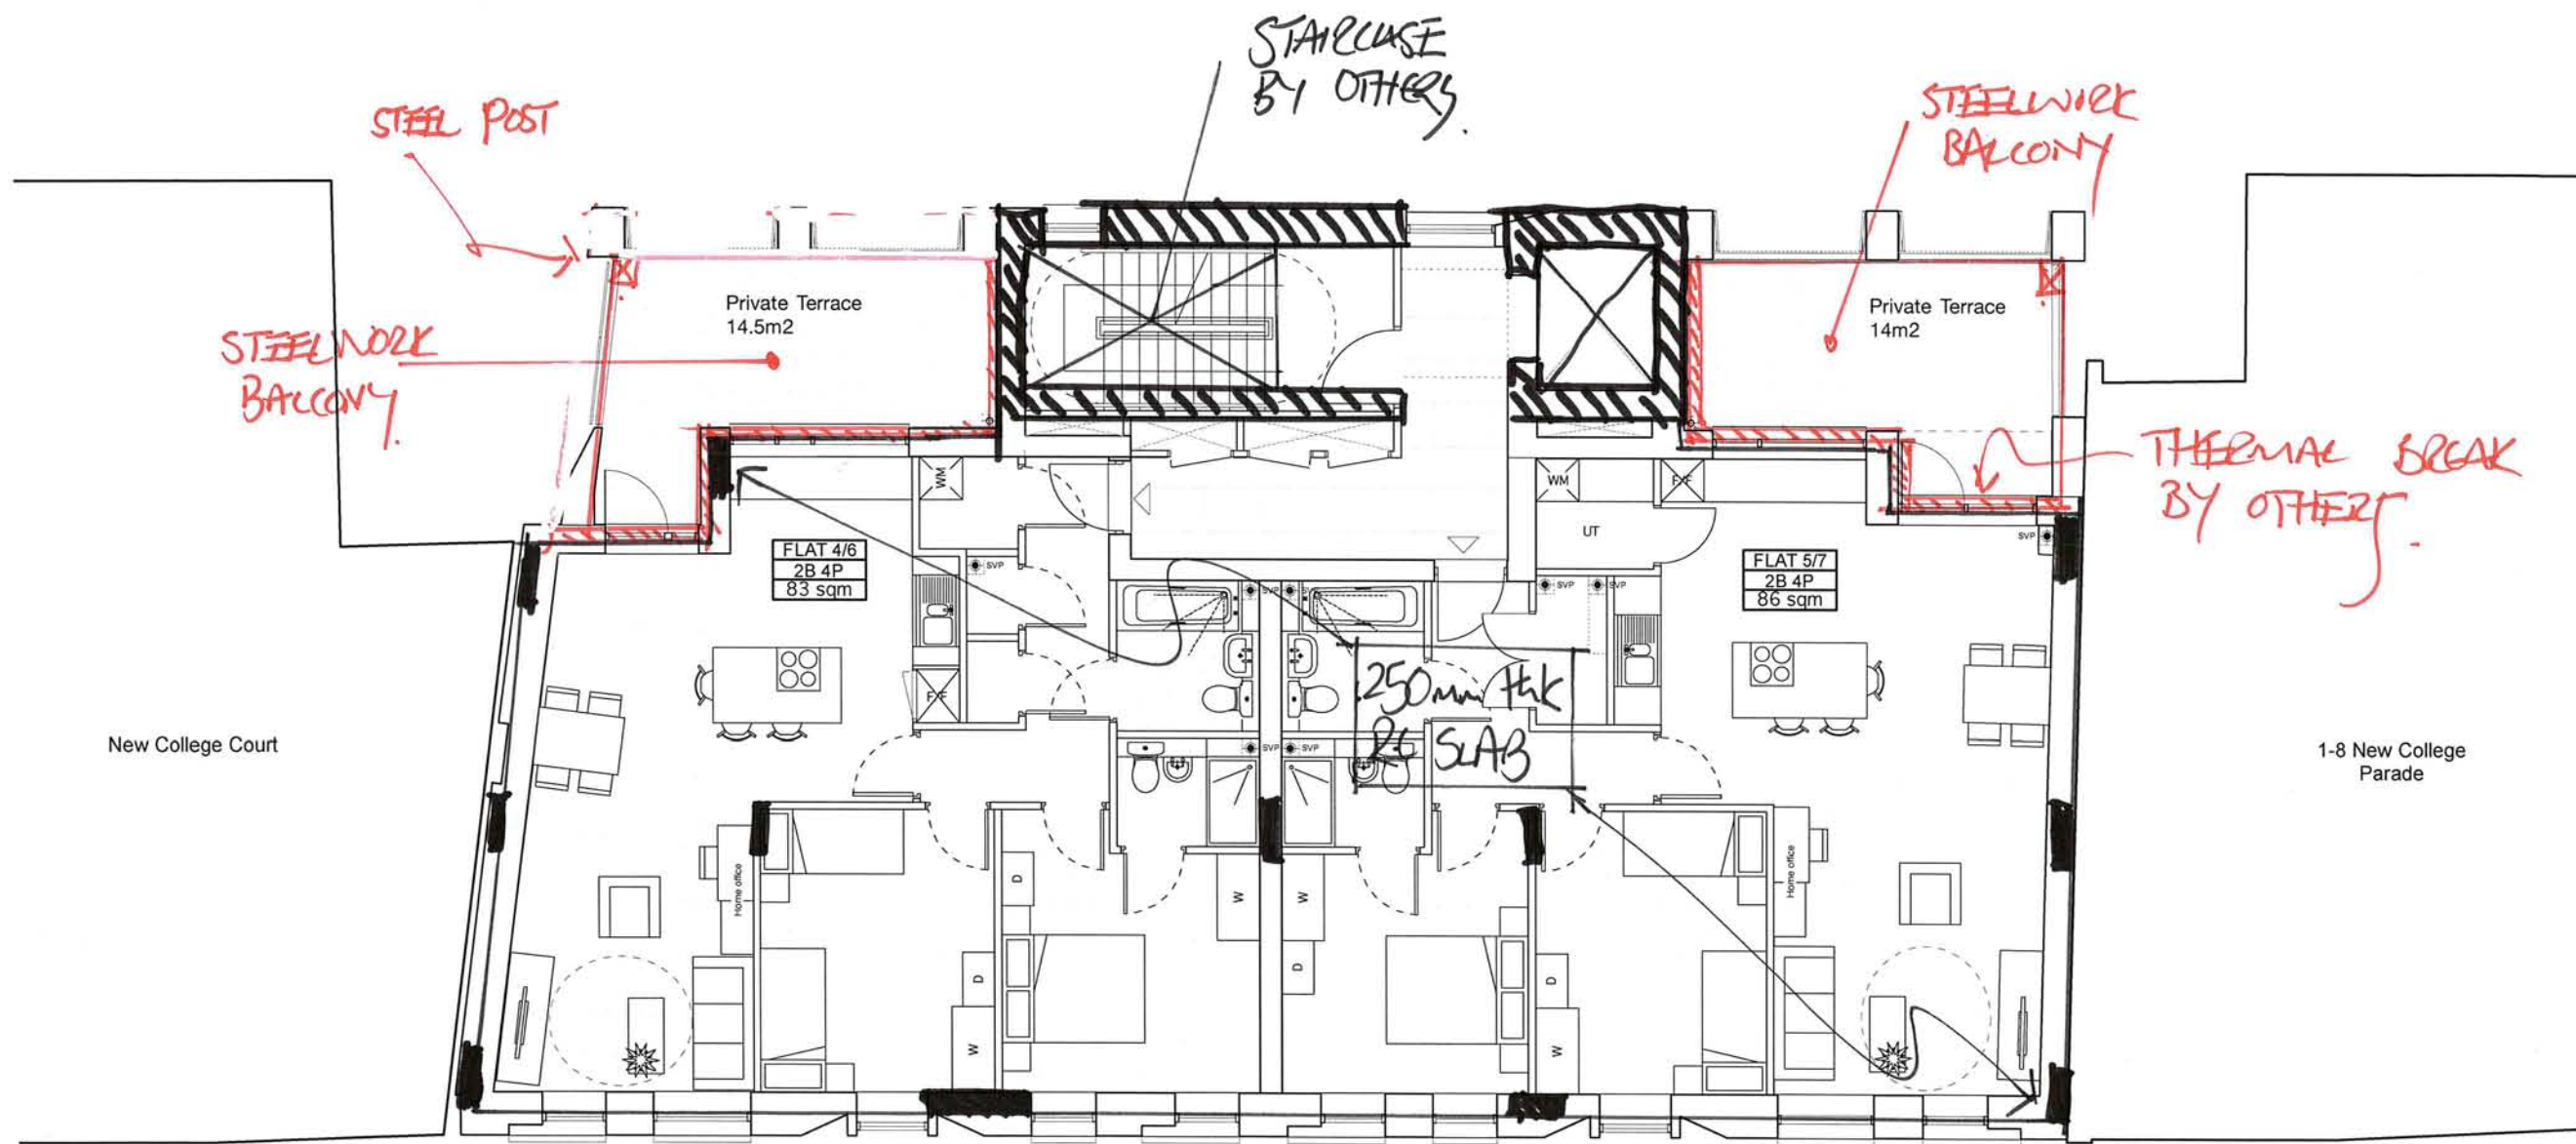 STAIRCASE
BY OTHERS.
STEEL POST
STEELWORK
BALCONY
Private Terrace
14.5m2
Private Terrace
14m2
STEELWORK
BALCONY.
THERMAL BREAK
BY OTHERS.
WM
WM
F/F
UT
SVP
FLAT 4/6
2B 4P
83 sqm
SVP
SVP
SVP
SVP
FLAT 5/7
2B 4P
86 sqm
F/F
250mm thk
RC SLAB
New College Court
SVP
SVP
1-8 New College
Parade
Home office
D
W
W
D
Home office
D
W
D
W